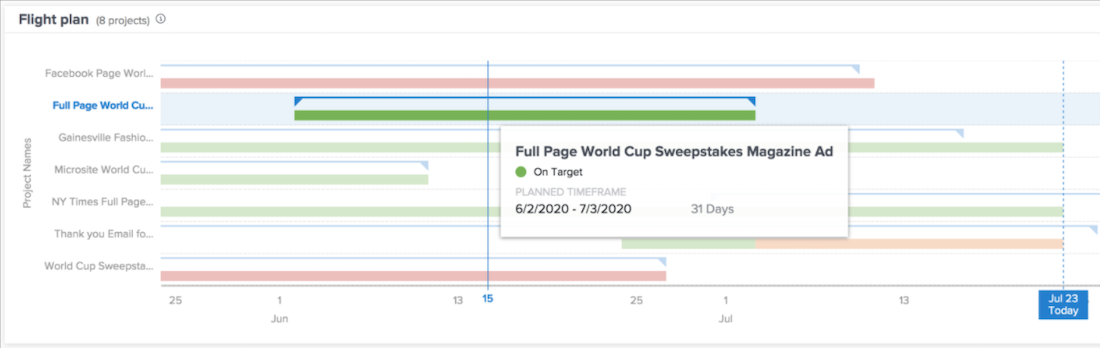 Flight plan (8 projects)
Project Names
Facebook Page Worl...
Full Page World Cu...
Gainesville Fashio...
Microsite World Cu...
NY Times Full Page...
Thank you Email fo...
World Cup Sweepsta...
Full Page World Cup Sweepstakes Magazine Ad
On Target
PLANNED TIMEFRAME
6/2/2020 - 7/3/2020 31 Days
25 1 13 15 25 1 13
Jun Jul
Jul 23
Today